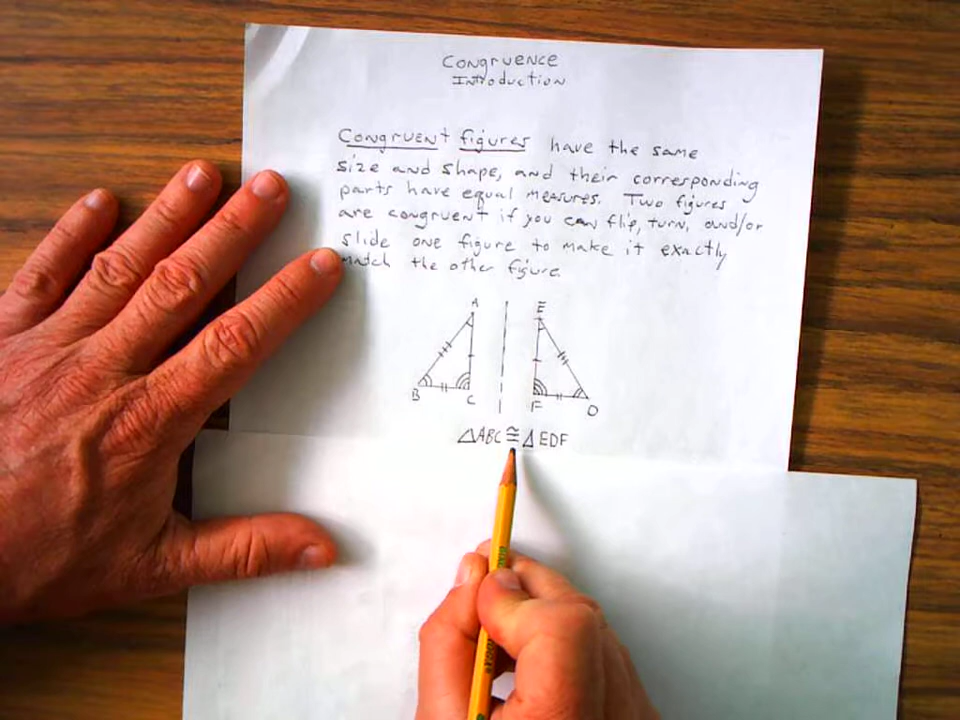 Congruence
Introduction
Congruent figures have the same
size and shape, and their corresponding
parts have equal measures. Two figures
are congruent if you can flip, turn, and/or
slide one figure to make it exactly
match the other figure.
A E
B C F D
△ABC ≅ △EDF